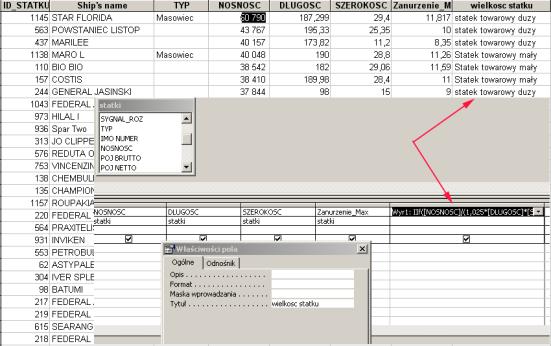 ID_STATKU Ship's name TYP NOSNOSC DLUGOSC SZEROKOSC Zanurzenie_M wielkosc statku
1145 STAR FLORIDA Masowiec 60 790 187,299 29,4 11,817 statek towarowy duzy
563 POWSTANIEC LISTOP 43 767 195,33 25,35 10 statek towarowy duzy
437 MARILEE 40 157 173,82 11,2 8,35 statek towarowy duzy
1138 MARO L Masowiec 40 048 190 28,8 11,26 Statek towarowy mały
110 BIO BIO 38 542 182 29,06 11,59 Statek towarowy mały
157 COSTIS 38 410 189,98 28,4 11 Statek towarowy mały
244 GENERAL JASINSKI 37 844 98 15 9 statek towarowy duzy
1043 FEDERAL
973 HILAL I
936 Spar Two
313 JO CLIPPE
576 REDUTA O
753 VINCENZIN
138 CHEMBUL
135 CHAMPION
1157 ROUPAKIA
220 FEDERAL
564 PRAXITEL
931 INVIKEN
553 PETROBUL
62 ASTYPALE
304 IVER SPLE
98 BATUMI
217 FEDERAL
219 FEDERAL
615 SEARANG
218 FEDERAL
statki
SYGNAL_ROZ
TYP
IMO NUMER
NOSNOSC
POJ BRUTTO
POJ NETTO
NOSNOSC DLUGOSC SZEROKOSC Zanurzenie_Max Wyr1: IIf([NOSNOSC]/(1,025*[DLUGOSC]*[S
statki statki statki statki
Właściwości pola
Ogólne Odnośnik
Opis
Format
Maska wprowadzania
Tytuł wielkosc statku